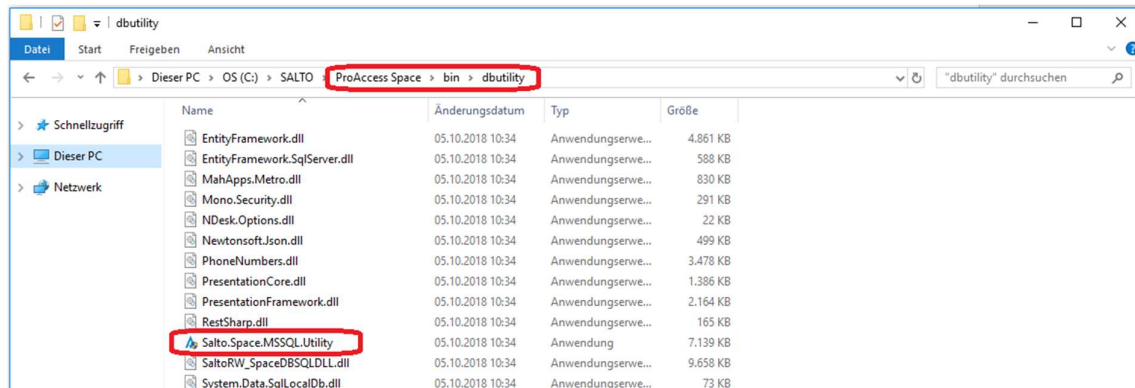 dbutility
Datei Start Freigeben Ansicht
Dieser PC > OS (C:) > SALTO > ProAccess Space > bin > dbutility "dbutility" durchsuchen
Name Änderungsdatum Typ Größe
Schnellzugriff
Dieser PC
Netzwerk
EntityFramework.dll 05.10.2018 10:34 Anwendungserwe... 4.861 KB
EntityFramework.SqlServer.dll 05.10.2018 10:34 Anwendungserwe... 588 KB
MahApps.Metro.dll 05.10.2018 10:34 Anwendungserwe... 830 KB
Mono.Security.dll 05.10.2018 10:34 Anwendungserwe... 291 KB
NDesk.Options.dll 05.10.2018 10:34 Anwendungserwe... 22 KB
Newtonsoft.Json.dll 05.10.2018 10:34 Anwendungserwe... 499 KB
PhoneNumbers.dll 05.10.2018 10:34 Anwendungserwe... 3.478 KB
PresentationCore.dll 05.10.2018 10:34 Anwendungserwe... 1.386 KB
PresentationFramework.dll 05.10.2018 10:34 Anwendungserwe... 2.164 KB
RestSharp.dll 05.10.2018 10:34 Anwendungserwe... 165 KB
Salto.Space.MSSQL.Utility 05.10.2018 10:34 Anwendung 7.139 KB
SaltoRW_SpaceDBSQLDLL.dll 05.10.2018 10:34 Anwendungserwe... 9.658 KB
System.Data.SqlLocalDb.dll 05.10.2018 10:34 Anwendungserwe... 73 KB